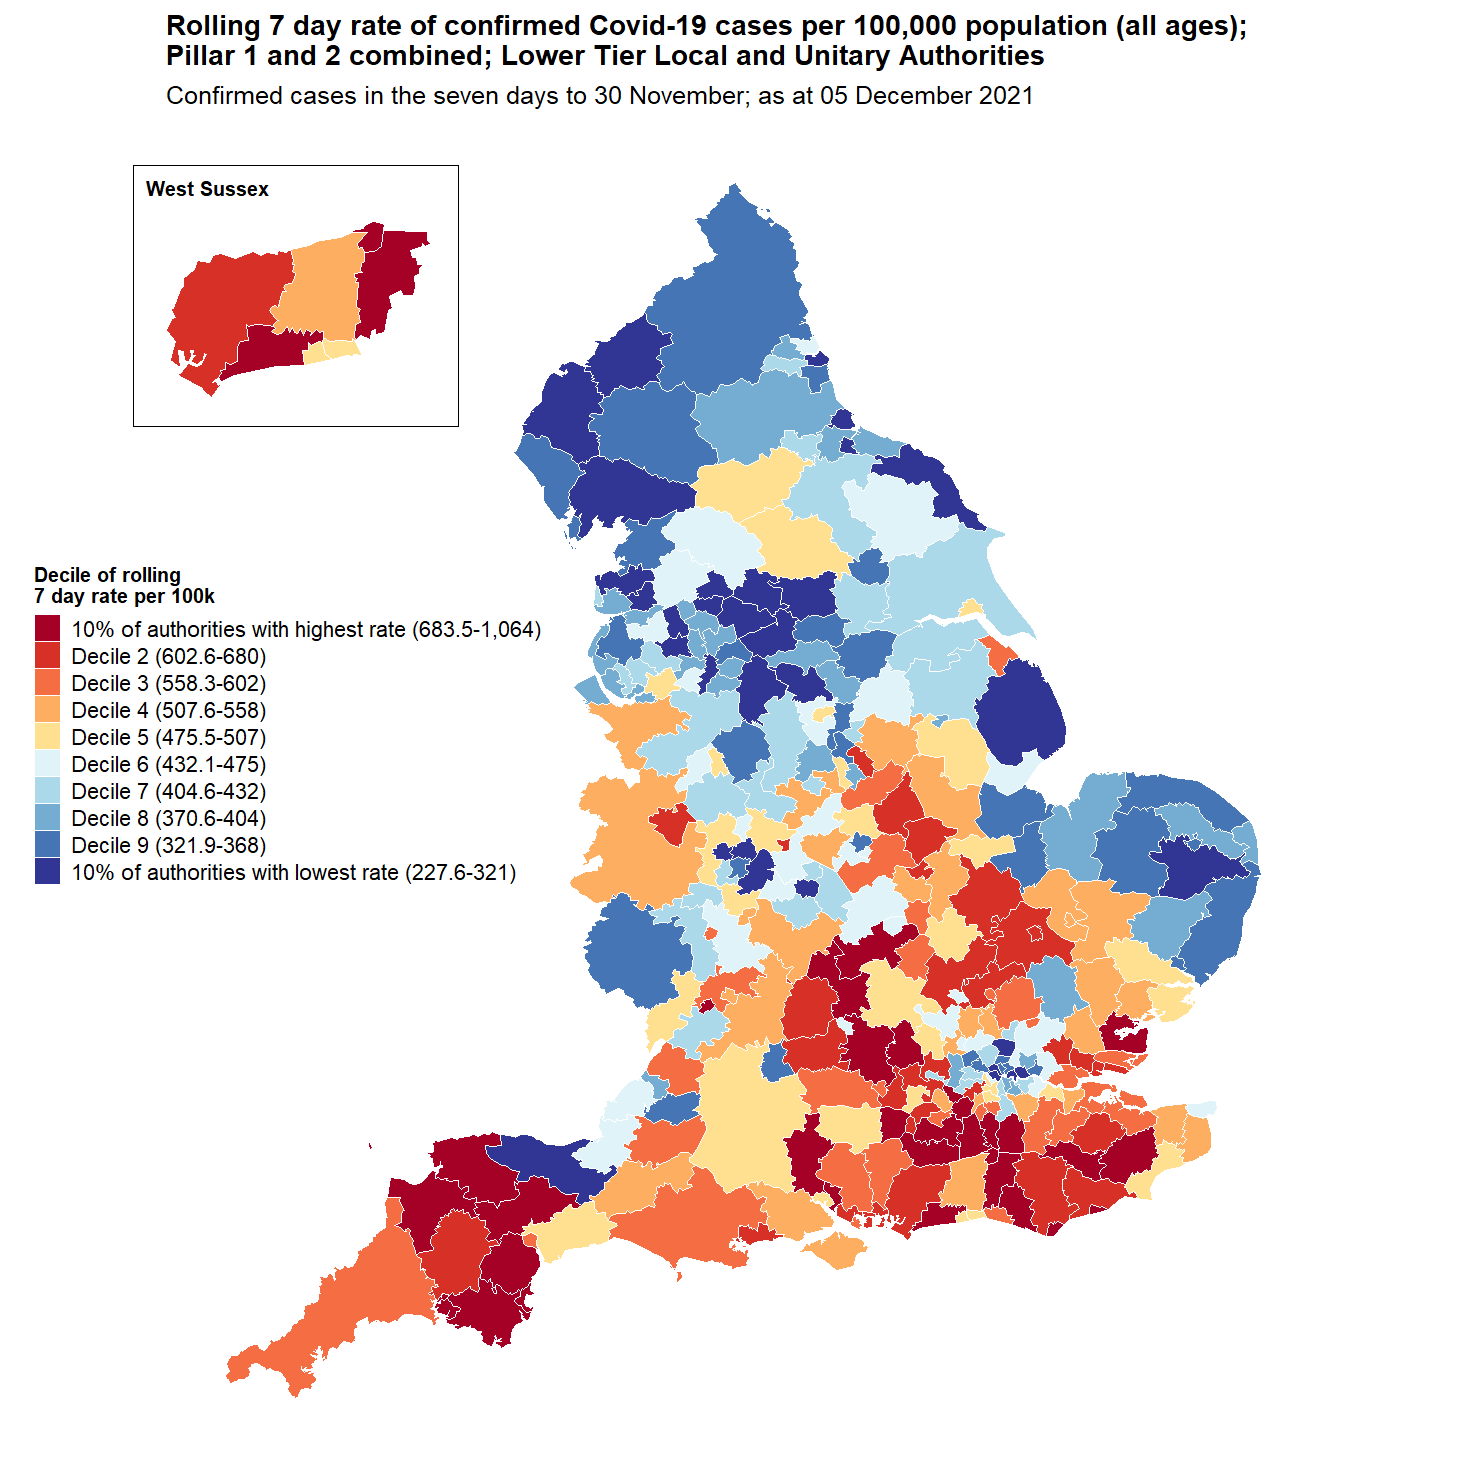 Rolling 7 day rate of confirmed Covid-19 cases per 100,000 population (all ages);
Pillar 1 and 2 combined; Lower Tier Local and Unitary Authorities
Confirmed cases in the seven days to 30 November; as at 05 December 2021
West Sussex
Decile of rolling
7 day rate per 100k
10% of authorities with highest rate (683.5-1,064)
Decile 2 (602.6-680)
Decile 3 (558.3-602)
Decile 4 (507.6-558)
Decile 5 (475.5-507)
Decile 6 (432.1-475)
Decile 7 (404.6-432)
Decile 8 (370.6-404)
Decile 9 (321.9-368)
10% of authorities with lowest rate (227.6-321)